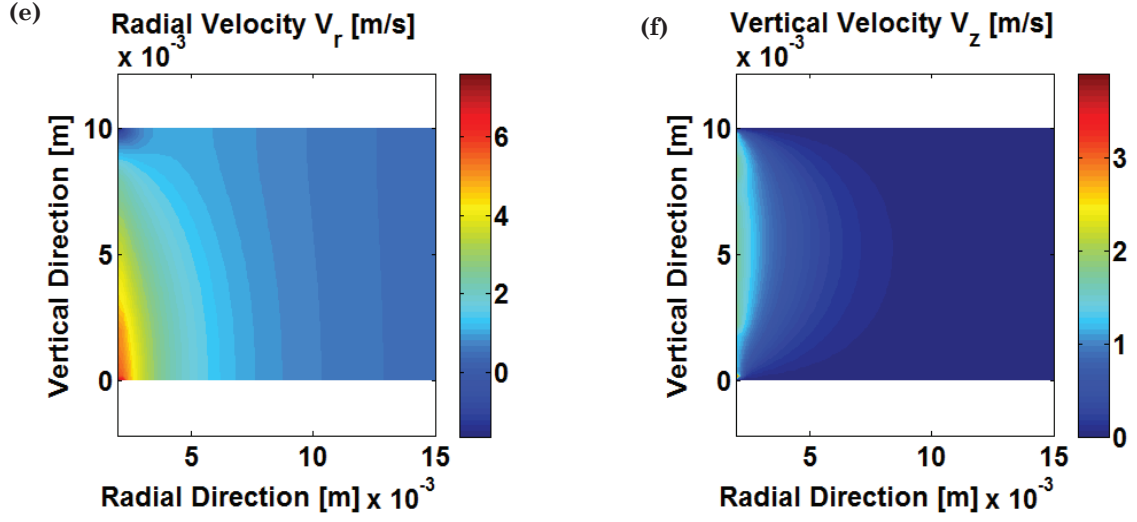 (e)
Radial Velocity V_r [m/s]
x 10^-3
Vertical Direction [m]
10
5
0
5 10 15
Radial Direction [m] x 10^-3
6
4
2
0
(f)
Vertical Velocity V_z [m/s]
x 10^-3
Vertical Direction [m]
10
5
0
5 10 15
Radial Direction [m] x 10^-3
3
2
1
0